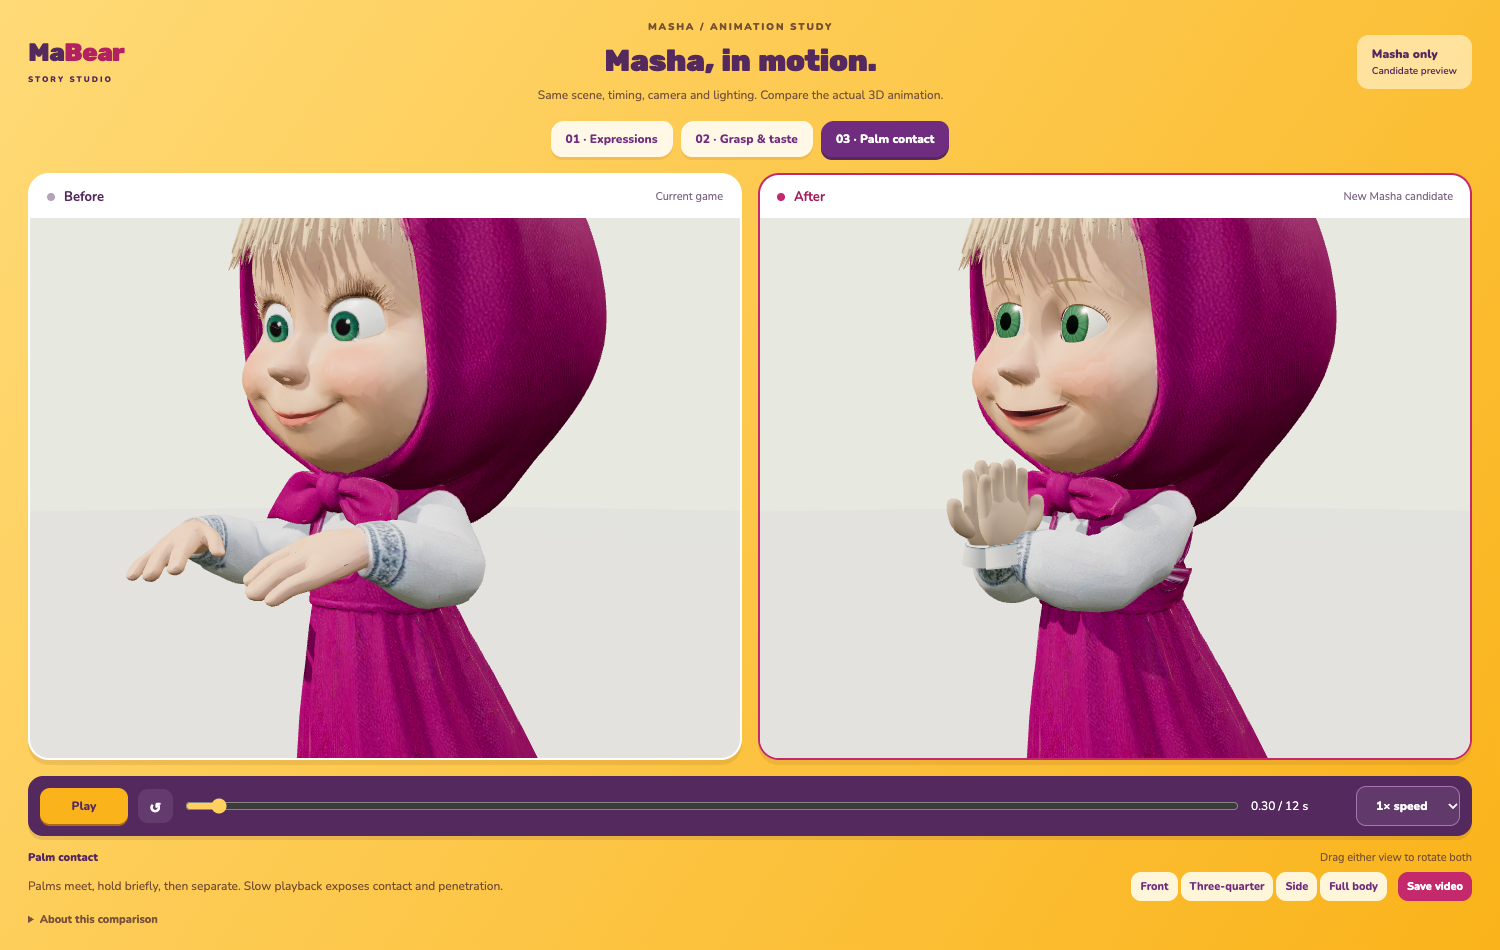 MaBear
STORY STUDIO
MASHA / ANIMATION STUDY
Masha, in motion.
Same scene, timing, camera and lighting. Compare the actual 3D animation.
Masha only
Candidate preview
01 · Expressions
02 · Grasp & taste
03 · Palm contact
Before
Current game
After
New Masha candidate
Play
↺
0.30 / 12 s
1× speed
Palm contact
Drag either view to rotate both
Palms meet, hold briefly, then separate. Slow playback exposes contact and penetration.
Front
Three-quarter
Side
Full body
Save video
About this comparison